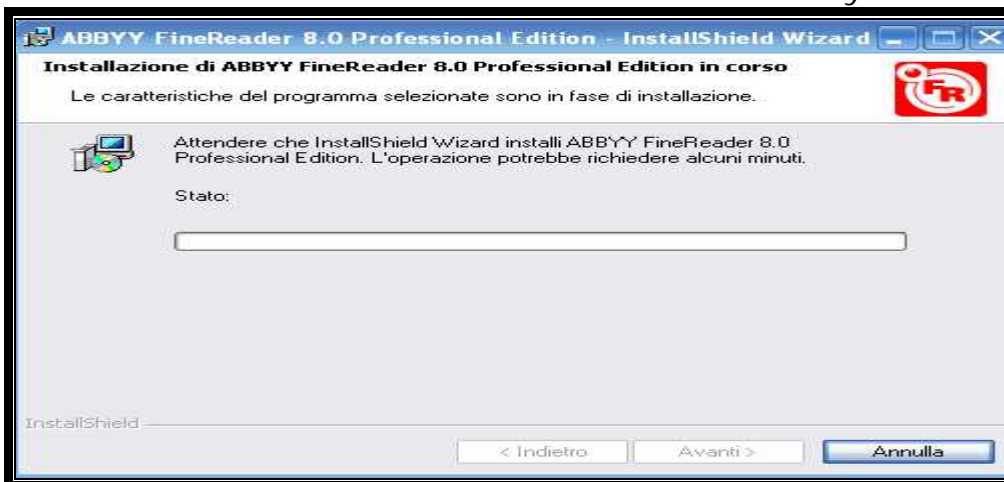 ABBYY FineReader 8.0 Professional Edition - InstallShield Wizard
Installazione di ABBYY FineReader 8.0 Professional Edition in corso
Le caratteristiche del programma selezionate sono in fase di installazione.
FR
Attendere che InstallShield Wizard installi ABBYY FineReader 8.0
Professional Edition. L'operazione potrebbe richiedere alcuni minuti.
Stato:
InstallShield
< Indietro Avanti > Annulla